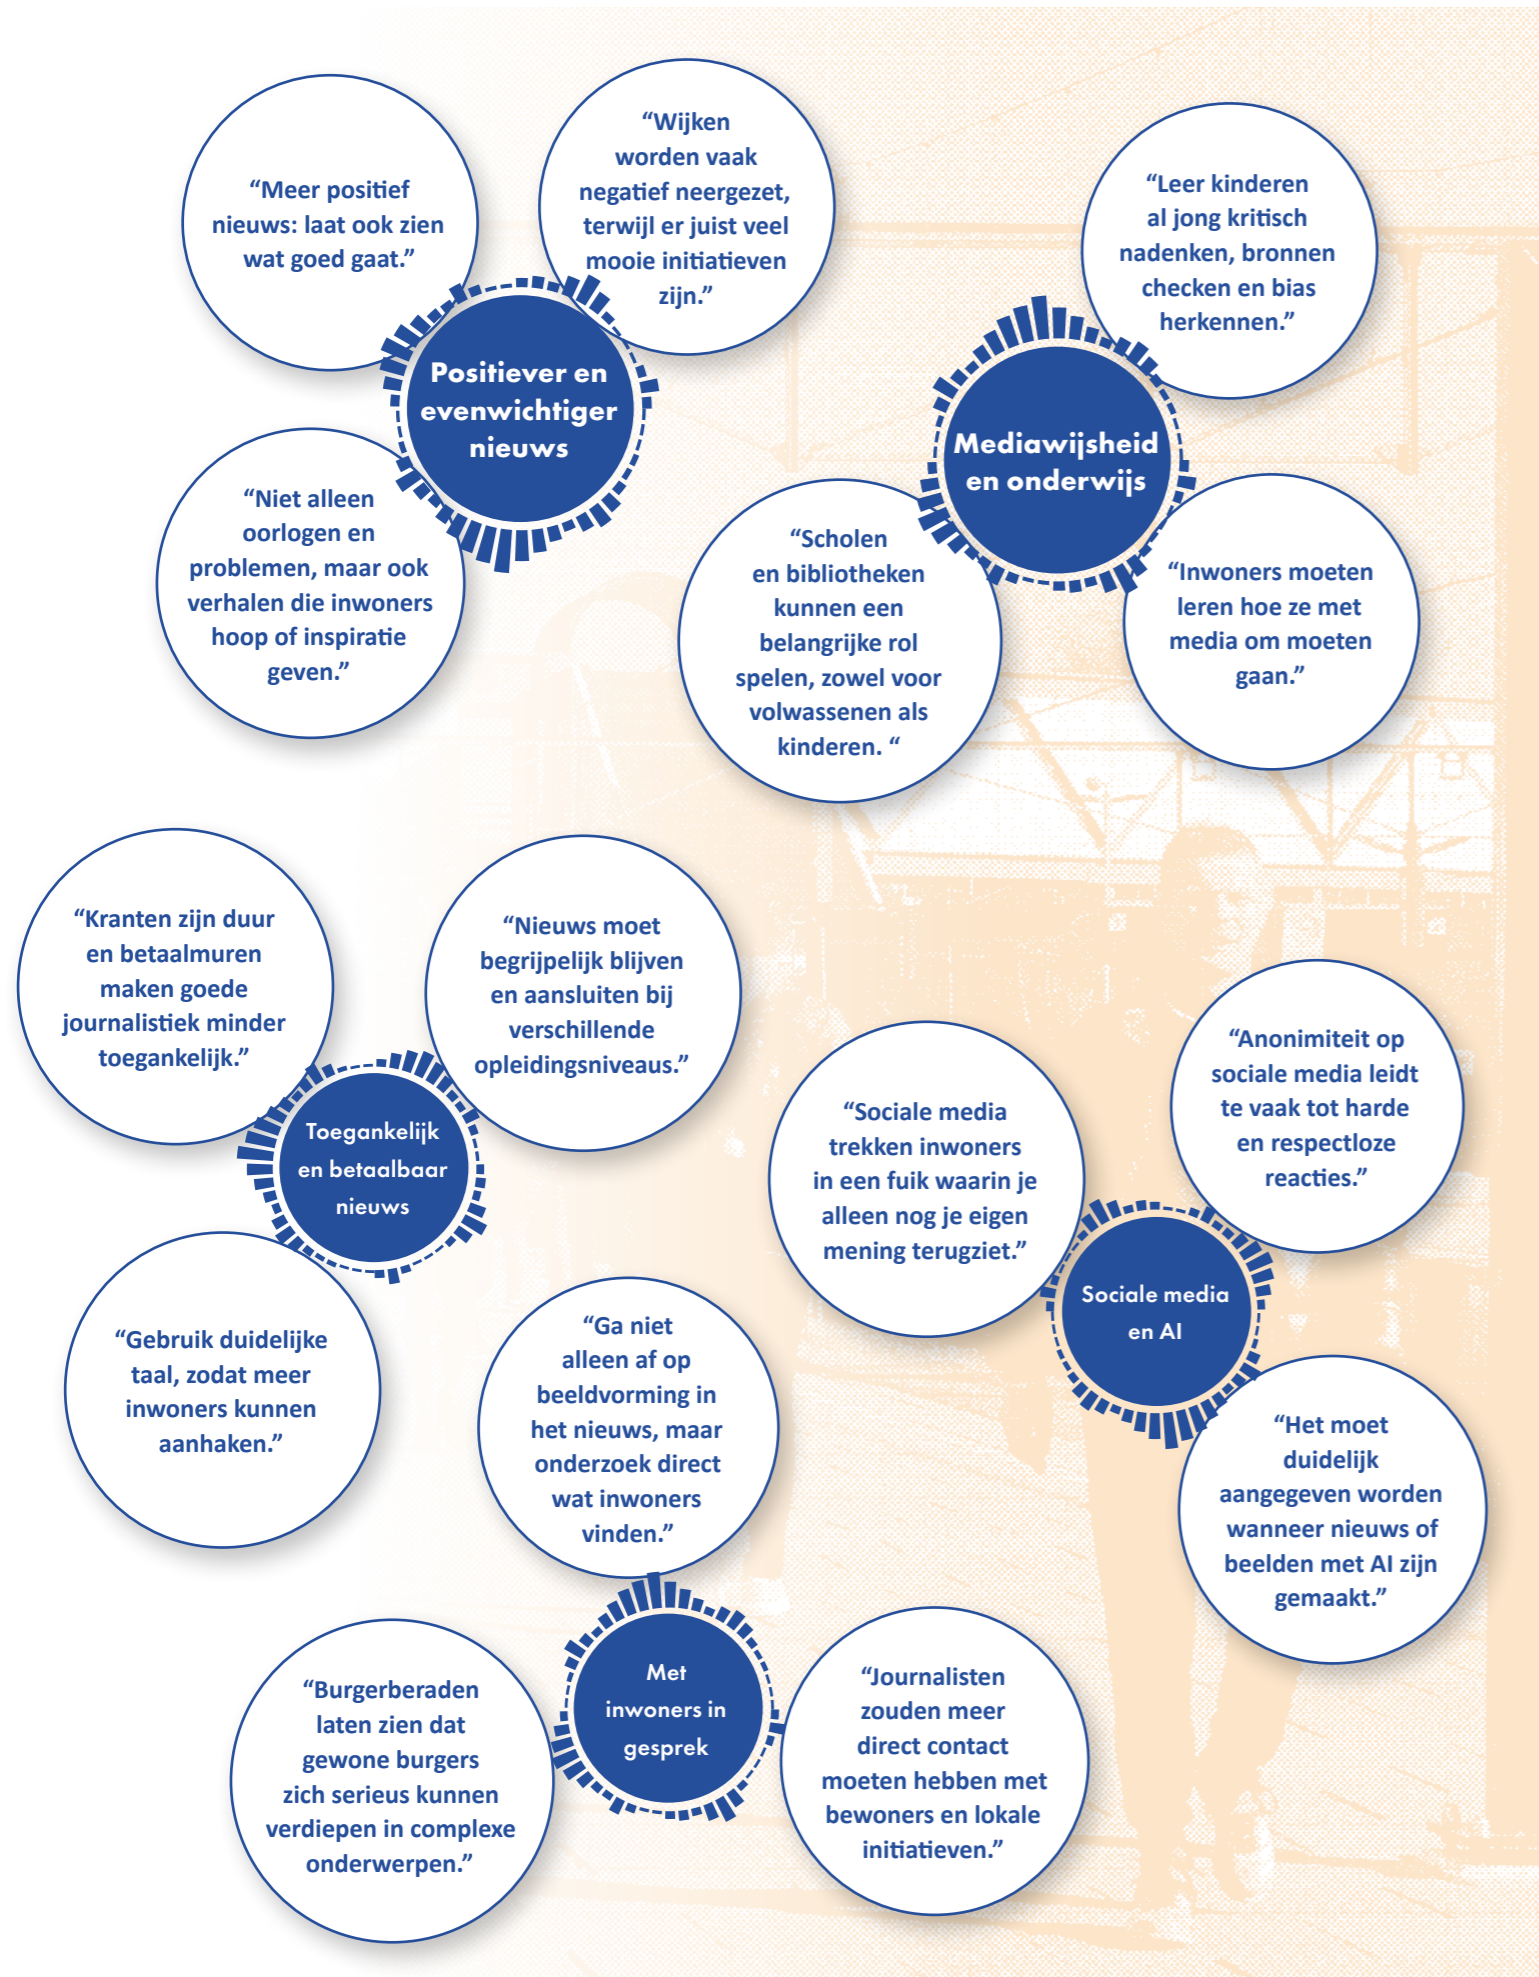 “Meer positief
nieuws: laat ook zien
wat goed gaat.”
“Wijken
worden vaak
negatief neergezet,
terwijl er juist veel
mooie initiatieven
zijn.”
Positiever en
evenwichtiger
nieuws
“Niet alleen
oorlogen en
problemen, maar ook
verhalen die inwoners
hoop of inspiratie
geven.”
“Leer kinderen
al jong kritisch
nadenken, bronnen
checken en bias
herkennen.”
Mediawijsheid
en onderwijs
“Scholen
en bibliotheken
kunnen een
belangrijke rol
spelen, zowel voor
volwassenen als
kinderen. “
“Inwoners moeten
leren hoe ze met
media om moeten
gaan.”
“Kranten zijn duur
en betaalmuren
maken goede
journalistiek minder
toegankelijk.”
“Nieuws moet
begrijpelijk blijven
en aansluiten bij
verschillende
opleidingsniveaus.”
Toegankelijk
en betaalbaar
nieuws
“Gebruik duidelijke
taal, zodat meer
inwoners kunnen
aanhaken.”
“Sociale media
trekken inwoners
in een fuik waarin je
alleen nog je eigen
mening terugziet.”
“Anonimiteit op
sociale media leidt
te vaak tot harde
en respectloze
reacties.”
Sociale media
en AI
“Het moet
duidelijk
aangegeven worden
wanneer nieuws of
beelden met AI zijn
gemaakt.”
“Ga niet
alleen af op
beeldvorming in
het nieuws, maar
onderzoek direct
wat inwoners
vinden.”
Met
inwoners in
gesprek
“Burgerberaden
laten zien dat
gewone burgers
zich serieus kunnen
verdiepen in complexe
onderwerpen.”
“Journalisten
zouden meer
direct contact
moeten hebben met
bewoners en lokale
initiatieven.”